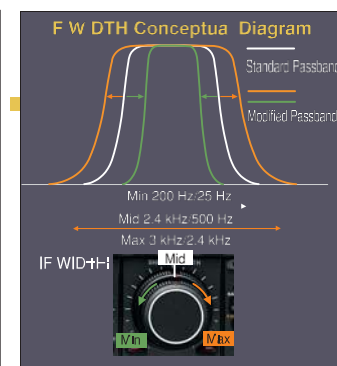 F W DTH Conceptua Diagram
Standard Passband
Modified Passband
Min 200 Hz/25 Hz
Mid 2.4 kHz/500 Hz
Max 3 kHz/2.4 kHz
IF WIDTH
Mid
Min
Max